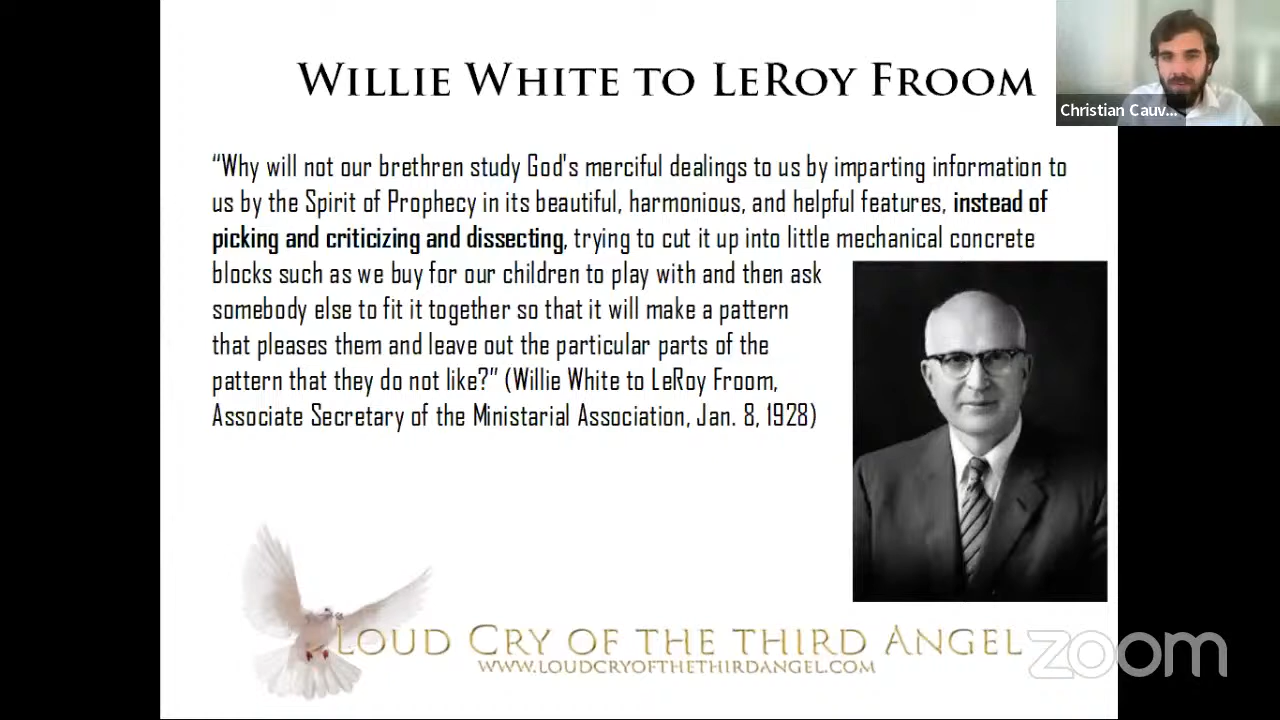 WILLIE WHITE TO LEROY FROOM
Christian Cauv...
“Why will not our brethren study God's merciful dealings to us by imparting information to
us by the Spirit of Prophecy in its beautiful, harmonious, and helpful features, instead of
picking and criticizing and dissecting, trying to cut it up into little mechanical concrete
blocks such as we buy for our children to play with and then ask
somebody else to fit it together so that it will make a pattern
that pleases them and leave out the particular parts of the
pattern that they do not like?” (Willie White to LeRoy Froom,
Associate Secretary of the Ministarial Association, Jan. 8, 1928)
LOUD CRY OF THE THIRD ANGEL
WWW.LOUDCRYOFTHETHIRDANGEL.COM
zoom